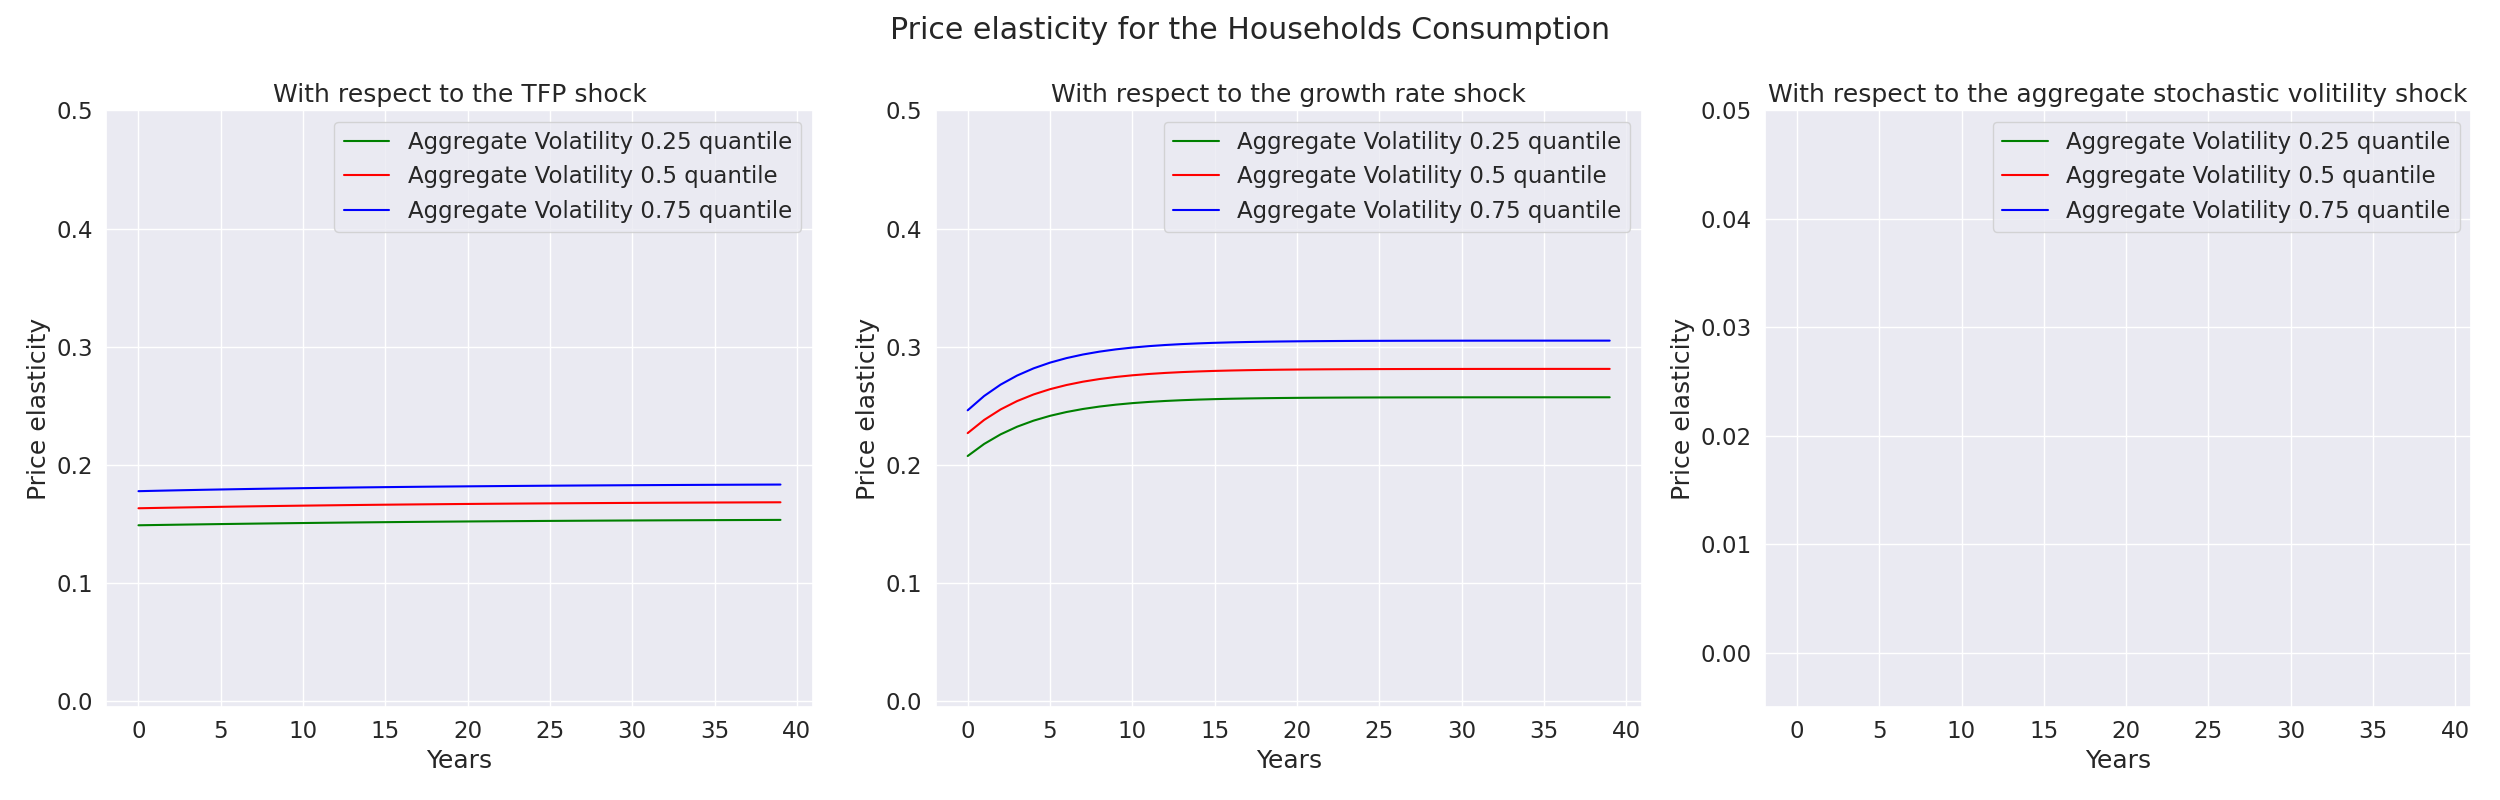 Price elasticity for the Households Consumption
With respect to the TFP shock
0.5
0.4
0.3
0.2
0.1
0.0
Price elasticity
Aggregate Volatility 0.25 quantile
Aggregate Volatility 0.5 quantile
Aggregate Volatility 0.75 quantile
0 5 10 15 20 25 30 35 40
Years
With respect to the growth rate shock
0.5
0.4
0.3
0.2
0.1
0.0
Price elasticity
Aggregate Volatility 0.25 quantile
Aggregate Volatility 0.5 quantile
Aggregate Volatility 0.75 quantile
0 5 10 15 20 25 30 35 40
Years
With respect to the aggregate stochastic volitility shock
0.05
0.04
0.03
0.02
0.01
0.00
Price elasticity
Aggregate Volatility 0.25 quantile
Aggregate Volatility 0.5 quantile
Aggregate Volatility 0.75 quantile
0 5 10 15 20 25 30 35 40
Years